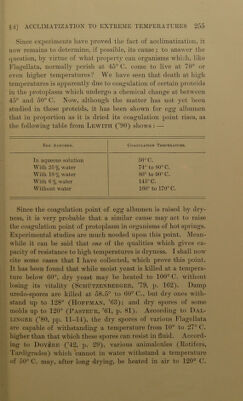 §4] ACCLIMATIZATION TO EXTREME TEMPERATURES 255
Since experiments have proved the fact of acclimatization, it
now remains to determine, if possible, its cause; to answer the
question, by virtue of what property can organisms which, like
Flagellata, normally perish at 45° C. come to live at 70° or
even higher temperatures? We have seen that death at high
temperatures is apparently due to coagulation of certain proteids
in the protoplasm which undergo a chemical change at between
45° and 50° C. Now, although the matter has not yet been
studied in these proteids, it has been shown for egg albumen
that in proportion as it is dried its coagulation point rises, as
the following table from LEWITH ('90) shows: —
EGG ALBUMEN. COAGULATION TEMPERATURE.
In aqueous solution 56° C.
With 25% water 74° to 80° C.
With 18% water 80° to 90° C.
With 6% water 145° C.
Without water 160° to 170° C.
Since the coagulation point of egg albumen is raised by dry-
ness, it is very probable that a similar cause may act to raise
the coagulation point of protoplasm in organisms of hot springs.
Experimental studies are much needed upon this point. Mean-
while it can be said that one of the qualities which gives ca-
pacity of resistance to high temperatures is dryness. I shall now
cite some cases that I have collected, which prove this point.
It has been found that while moist yeast is killed at a tempera-
ture below 60°, dry yeast may be heated to 100° C. without
losing its vitality (SCHÜTZENBERGER, '79, p. 162). Damp
uredo-spores are killed at 58.5° to 60° C., but dry ones with-
stand up to 128° (HOFFMAN, '63); and dry spores of some
molds up to 120° (PASTEUR, '61, p. 81). According to DAL-
LINGER ('80, pp. 11-14), the dry spores of various Flagellata
are capable of withstanding a temperature from 10° to 27° C.
higher than that which these spores can resist in fluid. Accord-
ing to DOYÈRE ('42, p. 29), various animalcules (Rotifers,
Tardigrades) which cannot in water withstand a temperature
of 50° C. may, after long drying, be heated in air to 120° C.